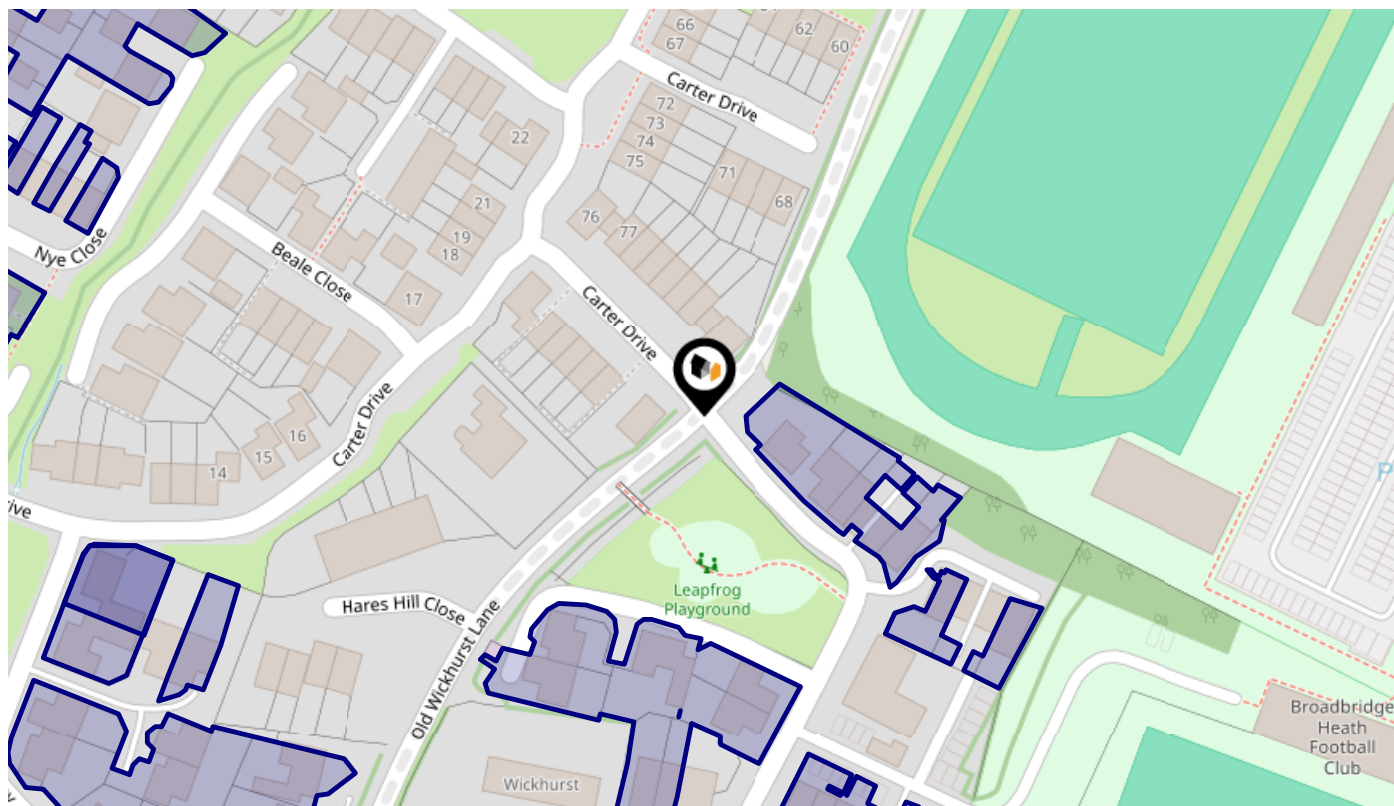 66
67
62
60
Carter Drive
72
73
74
75
22
71
68
76
77
21
19
18
17
Nye Close
Beale Close
Carter Drive
Carter Drive
16
15
14
ive
P
Leapfrog
Playground
Hares Hill Close
Old Wickhurst Lane
Wickhurst
Broadbridge
Heath
Football
Club